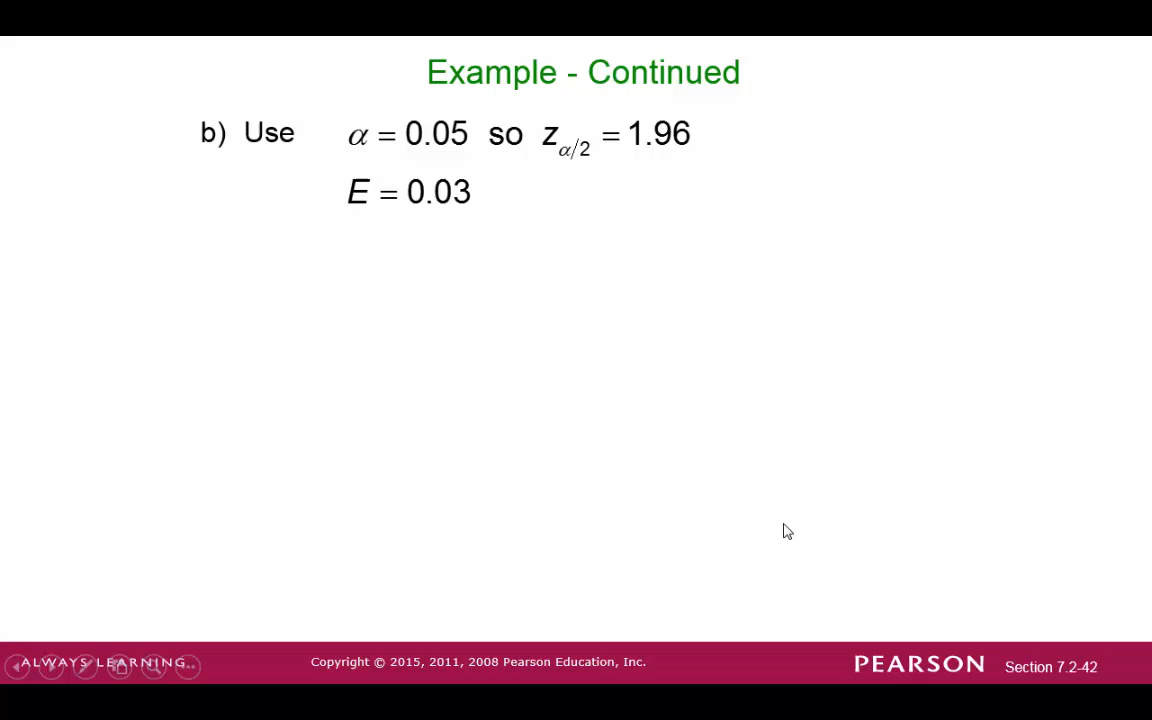 Example - Continued
b) Use α = 0.05 so z α/2 = 1.96
E = 0.03
ALWAYS LEARNING Copyright © 2015, 2011, 2008 Pearson Education, Inc. PEARSON Section 7.2-42